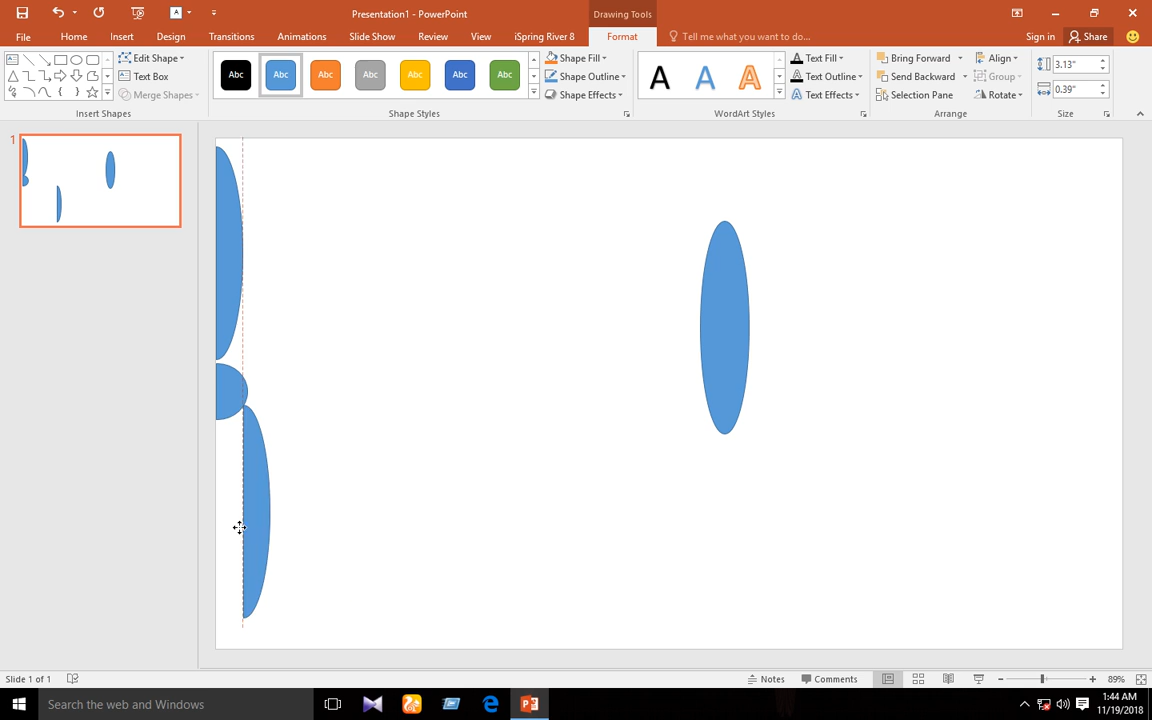 Presentation1 - PowerPoint
Drawing Tools
File Home Insert Design Transitions Animations Slide Show Review View iSpring River 8 Format Tell me what you want to do... Sign in Share
Edit Shape
Text Box
Merge Shapes
Insert Shapes
Abc Abc Abc Abc Abc Abc Abc
Shape Fill
Shape Outline
Shape Effects
Shape Styles
A A A
Text Fill
Text Outline
Text Effects
WordArt Styles
Bring Forward
Send Backward
Selection Pane
Align
Group
Rotate
Arrange
3.13"
0.39"
Size
1
Slide 1 of 1
Notes Comments 89%
Search the web and Windows
1:44 AM
11/19/2018